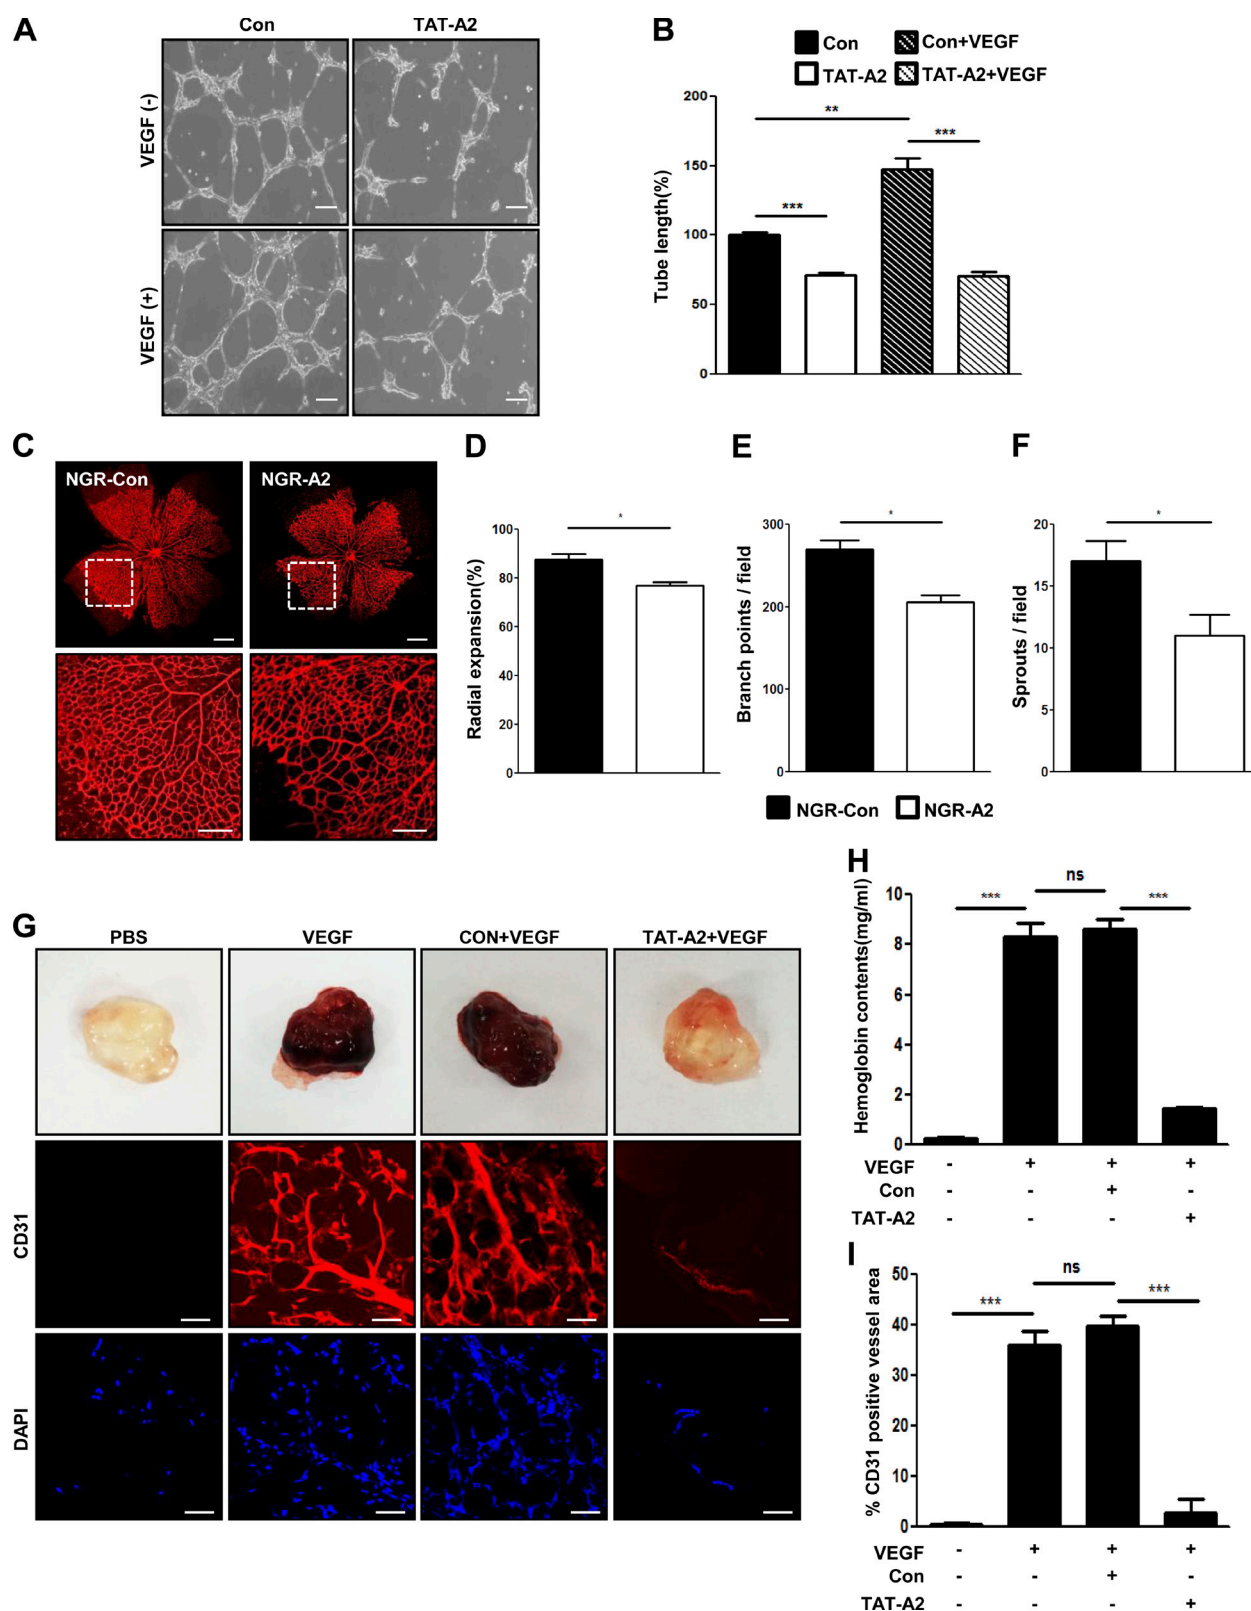 A
Con
TAT-A2
VEGF (-)
VEGF (+)
B
Con
Con+VEGF
TAT-A2
TAT-A2+VEGF
Tube length(%)
200
150
100
50
0
**
***
***
C
NGR-Con
NGR-A2
D
Radial expansion(%)
100
80
60
40
20
0
*
E
Branch points / field
300
200
100
0
*
F
Sprouts / field
20
15
10
5
0
*
NGR-Con
NGR-A2
G
PBS
VEGF
CON+VEGF
TAT-A2+VEGF
CD31
DAPI
H
Hemoglobin contents(mg/ml)
10
8
6
4
2
0
***
ns
***
VEGF - + + +
Con - - + -
TAT-A2 - - - +
I
% CD31 positive vessel area
50
40
30
20
10
0
***
ns
***
VEGF - + + +
Con - - + -
TAT-A2 - - - +